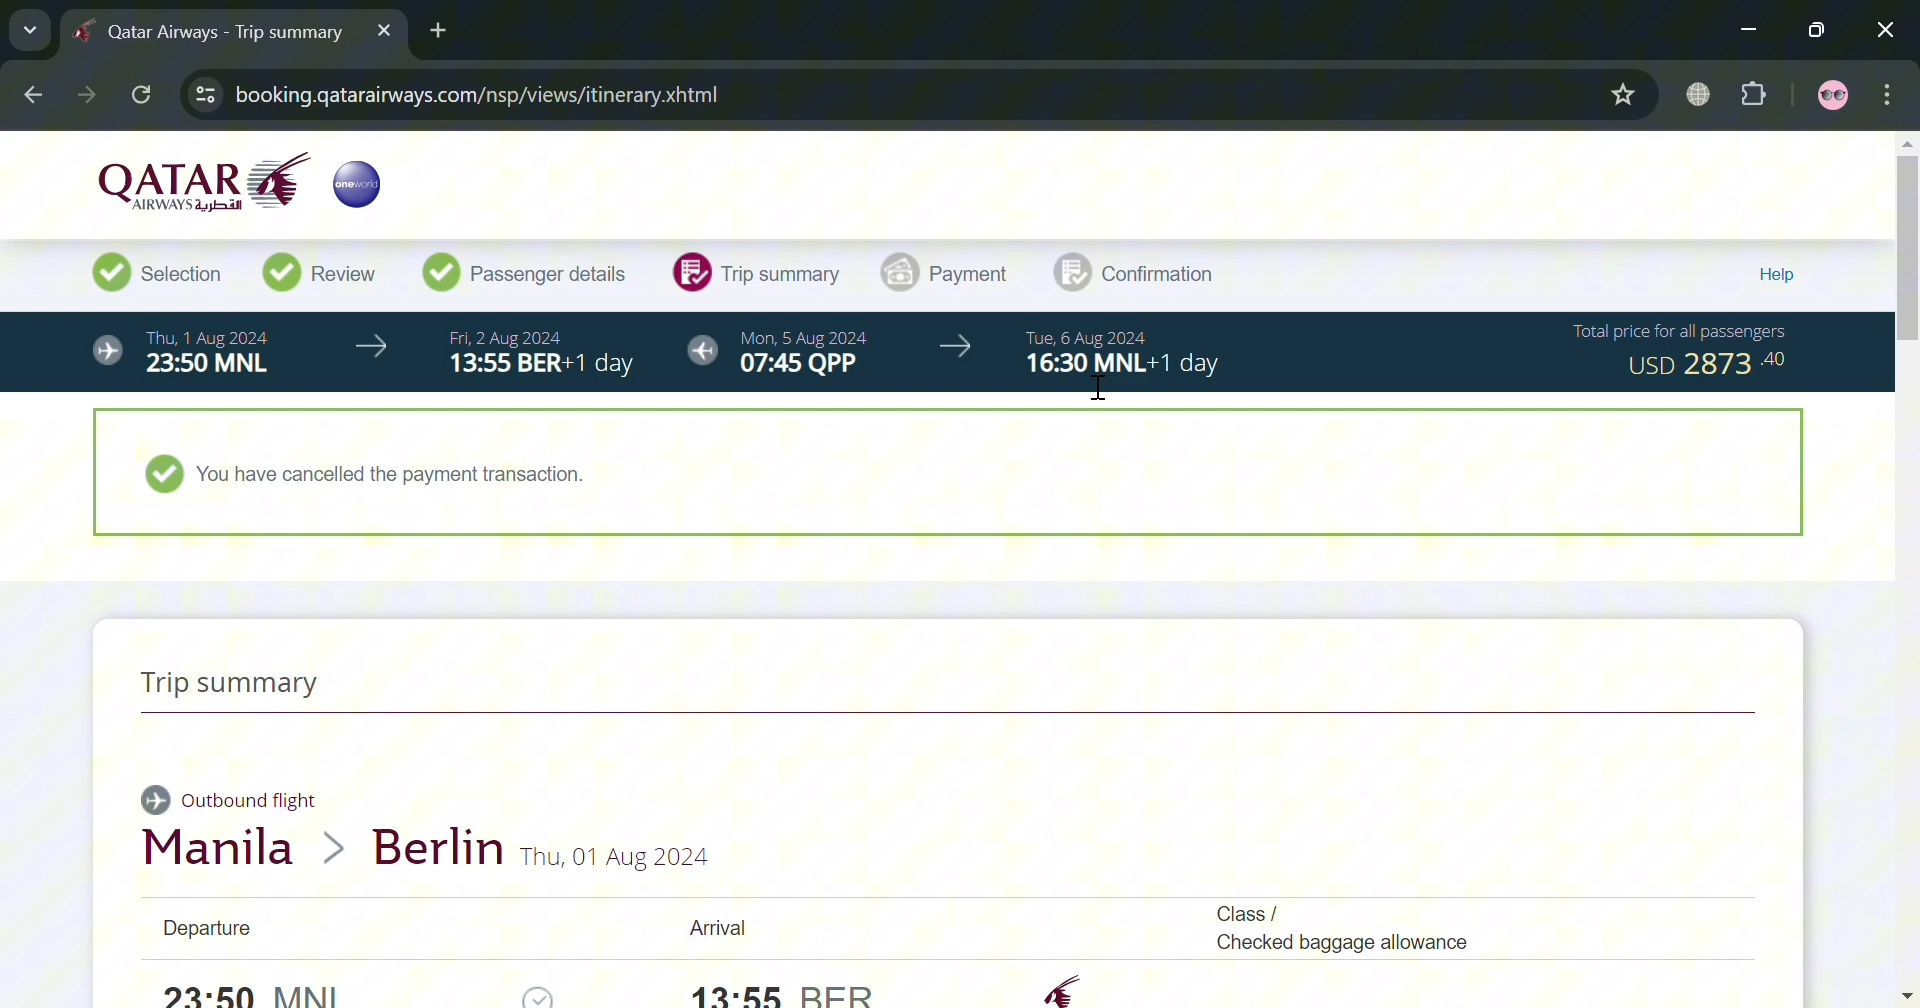 Qatar Airways - Trip summary
booking.qatarairways.com/nsp/views/itinerary.xhtml
QATAR
AIRWAYS القطرية
oneworld
Selection Review Passenger details Trip summary Payment Confirmation Help
Thu, 1 Aug 2024 Fri, 2 Aug 2024 Mon, 5 Aug 2024 Tue, 6 Aug 2024 Total price for all passengers
23:50 MNL 13:55 BER+1 day 07:45 QPP 16:30 MNL+1 day USD 2873 .40
You have cancelled the payment transaction.
Trip summary
Outbound flight
Manila > Berlin Thu, 01 Aug 2024
Departure Arrival Class /
Checked baggage allowance
23:50 MNL 13:55 BER